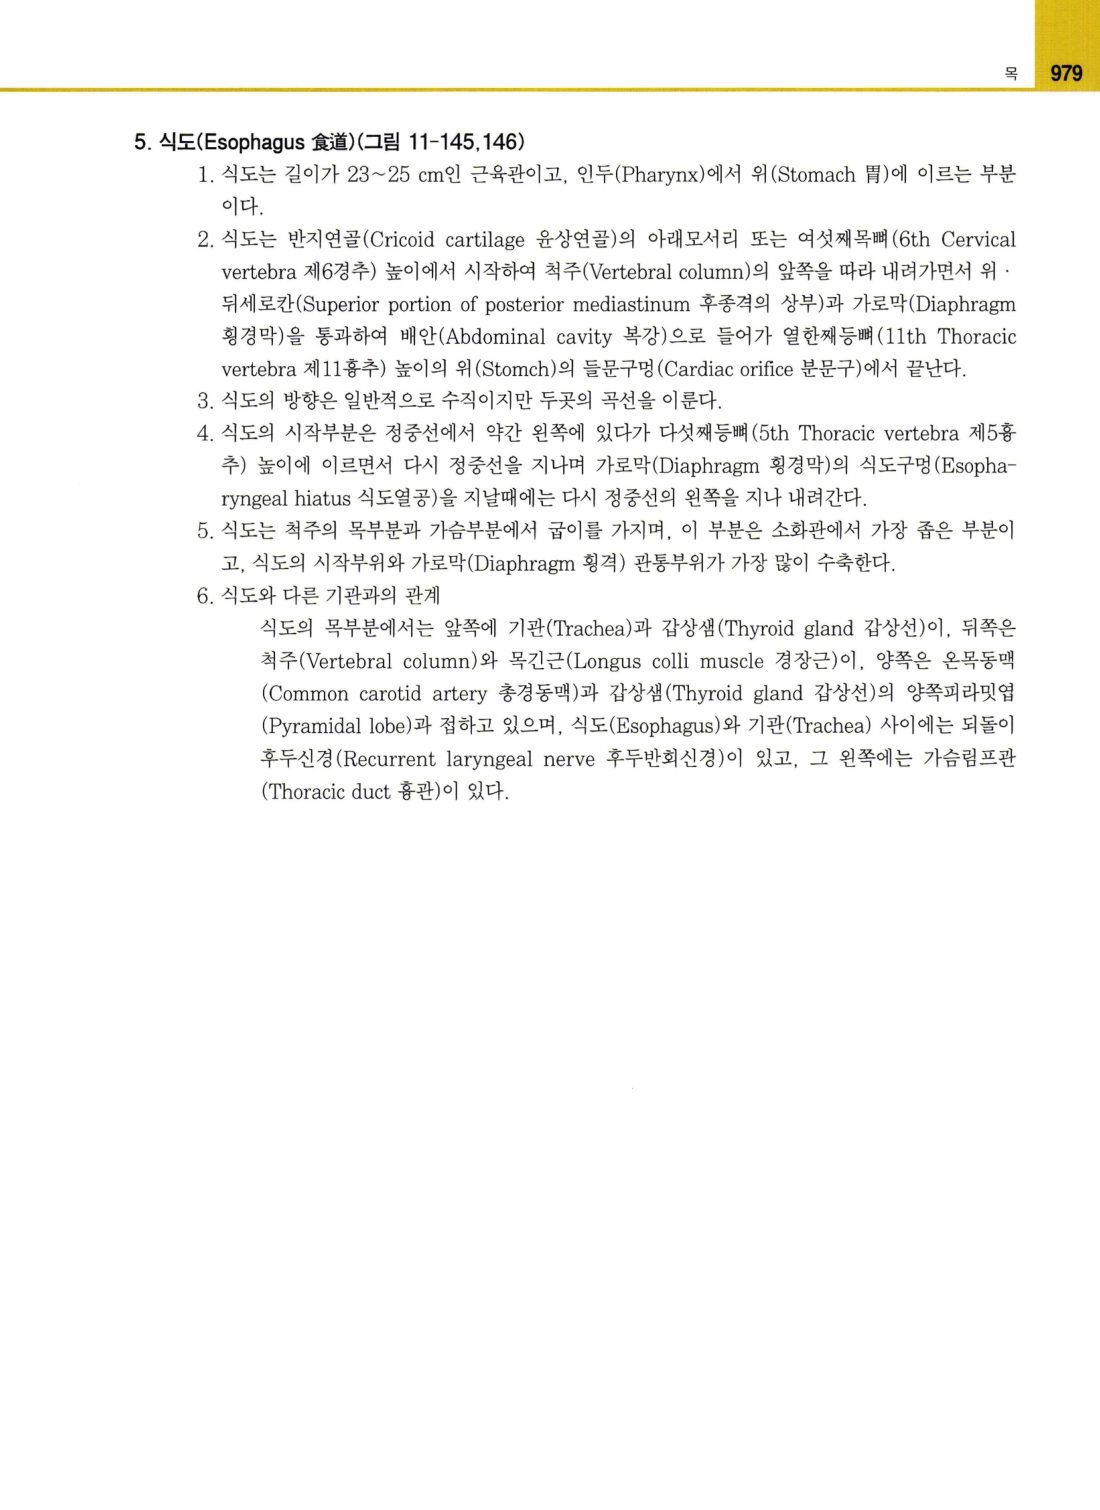 목 979
5. 식도(Esophagus 食道)(그림 11-145,146)
1. 식도는 길이가 23~25 cm인 근육관이고, 인두(Pharynx)에서 위(Stomach 胃)에 이르는 부분
이다.
2. 식도는 반지연골(Cricoid cartilage 윤상연골)의 아래모서리 또는 여섯째목뼈(6th Cervical
vertebra 제6경추) 높이에서 시작하여 척주(Vertebral column)의 앞쪽을 따라 내려가면서 위 ·
뒤세로칸(Superior portion of posterior mediastinum 후종격의 상부)과 가로막(Diaphragm
횡경막)을 통과하여 배안(Abdominal cavity 복강)으로 들어가 열한째등뼈(11th Thoracic
vertebra 제11흉추) 높이의 위(Stomch)의 들문구멍(Cardiac orifice 분문구)에서 끝난다.
3. 식도의 방향은 일반적으로 수직이지만 두곳의 곡선을 이룬다.
4. 식도의 시작부분은 정중선에서 약간 왼쪽에 있다가 다섯째등뼈(5th Thoracic vertebra 제5흉
추) 높이에 이르면서 다시 정중선을 지나며 가로막(Diaphragm 횡경막)의 식도구멍(Esopha-
ryngeal hiatus 식도열공)을 지날때에는 다시 정중선의 왼쪽을 지나 내려간다.
5. 식도는 척주의 목부분과 가슴부분에서 굽이를 가지며, 이 부분은 소화관에서 가장 좁은 부분이
고, 식도의 시작부위와 가로막(Diaphragm 횡격) 관통부위가 가장 많이 수축한다.
6. 식도와 다른 기관과의 관계
식도의 목부분에서는 앞쪽에 기관(Trachea)과 갑상샘(Thyroid gland 갑상선)이, 뒤쪽은
척주(Vertebral column)와 목긴근(Longus colli muscle 경장근)이, 양쪽은 온목동맥
(Common carotid artery 총경동맥)과 갑상샘(Thyroid gland 갑상선)의 양쪽피라밋엽
(Pyramidal lobe)과 접하고 있으며, 식도(Esophagus)와 기관(Trachea) 사이에는 되돌이
후두신경(Recurrent laryngeal nerve 후두반회신경)이 있고, 그 왼쪽에는 가슴림프관
(Thoracic duct 흉관)이 있다.